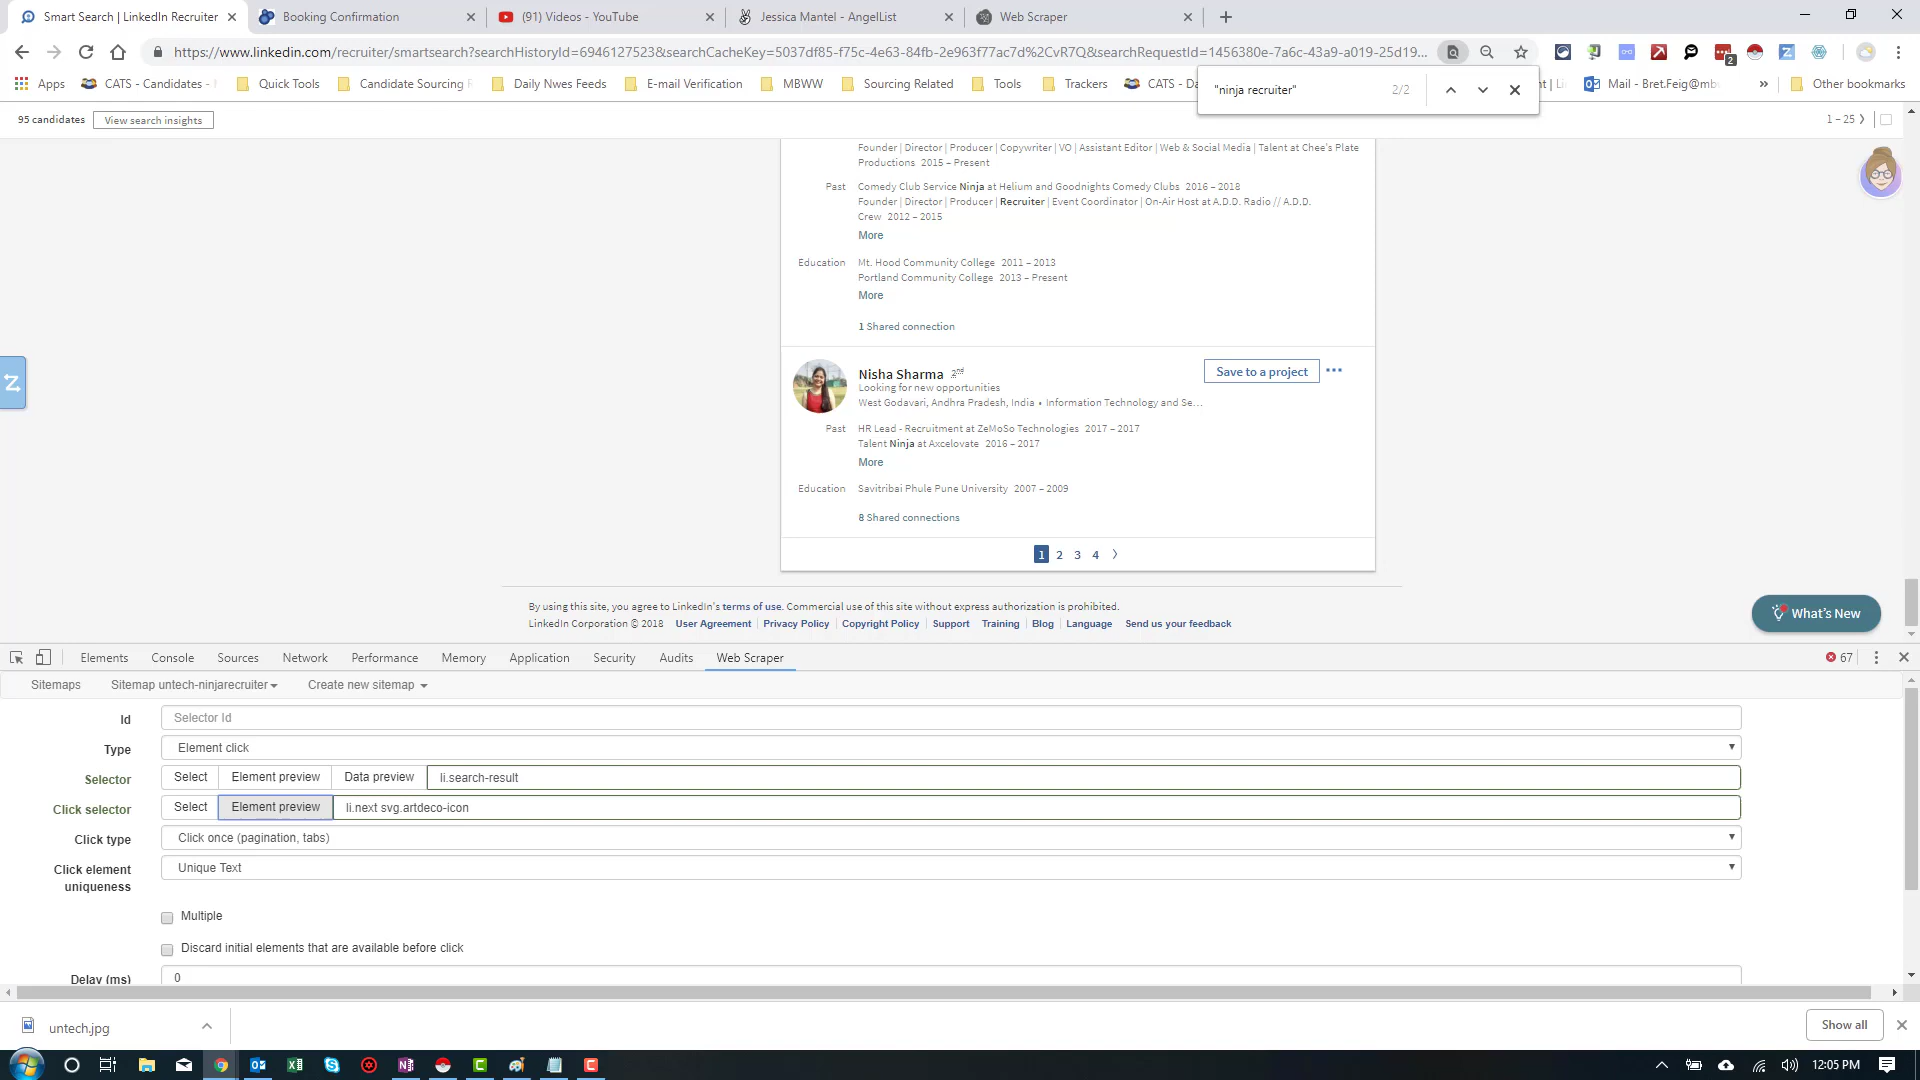 Smart Search | LinkedIn Recruiter
Booking Confirmation
(91) Videos - YouTube
Jessica Mantel - AngelList
Web Scraper
https://www.linkedin.com/recruiter/smartsearch?searchHistoryId=6946127523&searchCacheKey=5037df85-f75c-4e63-84fb-2e963f77ac7d%2CvR7Q&searchRequestId=1456380e-7a6c-43a9-a019-25d19...
2
Apps
CATS - Candidates -
Quick Tools
Candidate Sourcing
Daily Nwes Feeds
E-mail Verification
MBWW
Sourcing Related
Tools
Trackers
CATS - Da
Mail - Bret.Feig@mb
»
Other bookmarks
"ninja recruiter"
2/2
95 candidates
View search insights
1 – 25
Founder | Director | Producer | Copywriter | VO | Assistant Editor | Web & Social Media | Talent at Chee's Plate
Productions 2015 – Present
Past
Comedy Club Service Ninja at Helium and Goodnights Comedy Clubs 2016 – 2018
Founder | Director | Producer | Recruiter | Event Coordinator | On-Air Host at A.D.D. Radio // A.D.D.
Crew 2012 – 2015
More
Education
Mt. Hood Community College 2011 – 2013
Portland Community College 2013 – Present
More
1 Shared connection
Nisha Sharma 2nd
Save to a project
Looking for new opportunities
West Godavari, Andhra Pradesh, India • Information Technology and Se...
Past
HR Lead - Recruitment at ZeMoSo Technologies 2017 – 2017
Talent Ninja at Axcelovate 2016 – 2017
More
Education
Savitribai Phule Pune University 2007 – 2009
8 Shared connections
1 2 3 4
By using this site, you agree to LinkedIn's terms of use. Commercial use of this site without express authorization is prohibited.
LinkedIn Corporation © 2018 User Agreement | Privacy Policy | Copyright Policy | Support | Training | Blog | Language | Send us your feedback
What's New
Elements Console Sources Network Performance Memory Application Security Audits Web Scraper
67
Sitemaps
Sitemap untech-ninjarecruiter
Create new sitemap
Id
Selector Id
Type
Element click
Selector
Select
Element preview
Data preview
li.search-result
Click selector
Select
Element preview
li.next svg.artdeco-icon
Click type
Click once (pagination, tabs)
Click element
uniqueness
Unique Text
Multiple
Discard initial elements that are available before click
Delay (ms)
0
untech.jpg
Show all
12:05 PM